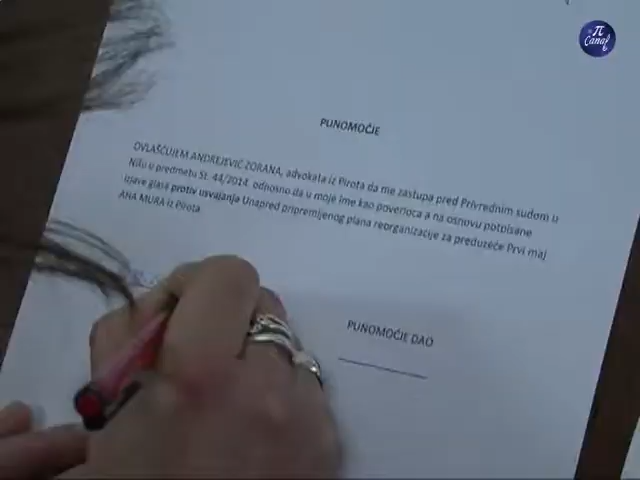 π
Canal
PUNOMOĆJE
OVLAŠĆUJEM ANDREJEVIĆ ZORANA, advokata iz Pirota da me zastupa pred Privrednim sudom u
Nišu u predmetu St. 44/2014 odnosno da u moje ime kao poverioca a na osnovu potpisane
izjave glasa protiv usvajanja Unapred pripremljenog plana reorganizacije za preduzeće Prvi maj
AHA MURA iz Pirota
PUNOMOĆJE DAO